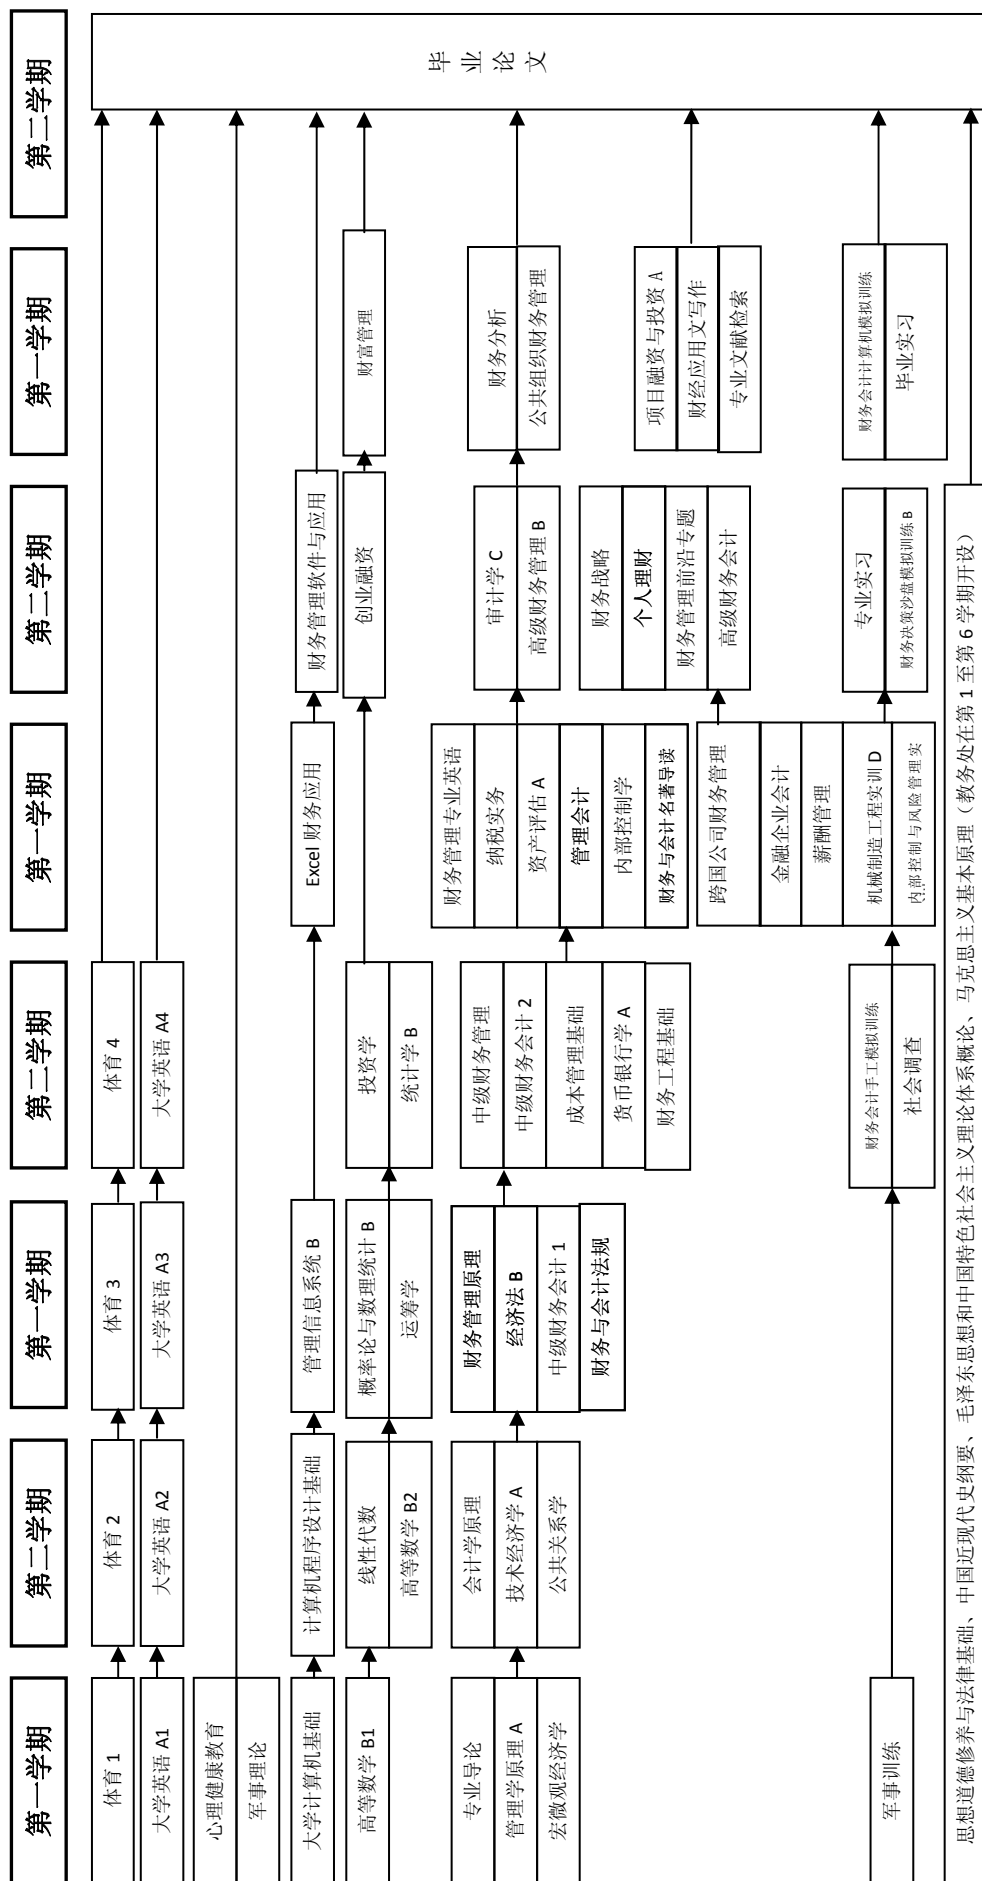 第一学期
第二学期
第一学期
第二学期
第一学期
第二学期
第一学期
第二学期
体育 1
体育 2
体育 3
体育 4
大学英语 A1
大学英语 A2
大学英语 A3
大学英语 A4
心理健康教育
军事理论
大学计算机基础
计算机程序设计基础
管理信息系统 B
Excel 财务应用
财务管理软件与应用
高等数学 B1
线性代数
高等数学 B2
概率论与数理统计 B
运筹学
投资学
统计学 B
创业融资
财富管理
专业导论
管理学原理 A
宏微观经济学
会计学原理
技术经济学 A
公共关系学
财务管理原理
经济法 B
中级财务会计 1
财务与会计法规
中级财务管理
中级财务会计 2
成本管理基础
货币银行学 A
财务工程基础
财务管理专业英语
纳税实务
资产评估 A
管理会计
内部控制学
财务与会计名著导读
跨国公司财务管理
金融企业会计
薪酬管理
机械制造工程实训 D
内部控制与风险管理实
审计学 C
高级财务管理 B
财务战略
个人理财
财务管理前沿专题
高级财务会计
财务分析
公共组织财务管理
项目融资与投资 A
财经应用文写作
专业文献检索
军事训练
财务会计手工模拟训练
社会调查
专业实习
财务决策沙盘模拟训练 B
财务会计计算机模拟训练
毕业实习
思想道德修养与法律基础、中国近现代史纲要、毛泽东思想和中国特色社会主义理论体系概论、马克思主义基本原理（教务处在第 1 至第 6 学期开设）
毕 业 论 文